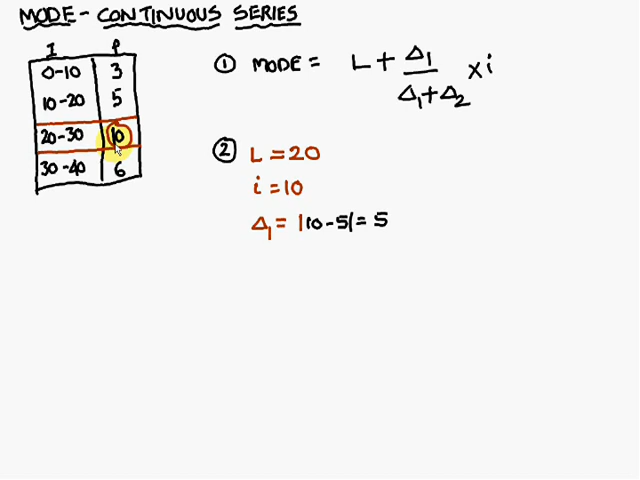 MODE - CONTINUOUS SERIES
I F
0-10 3
10-20 5
20-30 10
30-40 6
① MODE = L + Δ1/Δ1+Δ2 × i
② L = 20
i = 10
Δ1 = |10-5| = 5